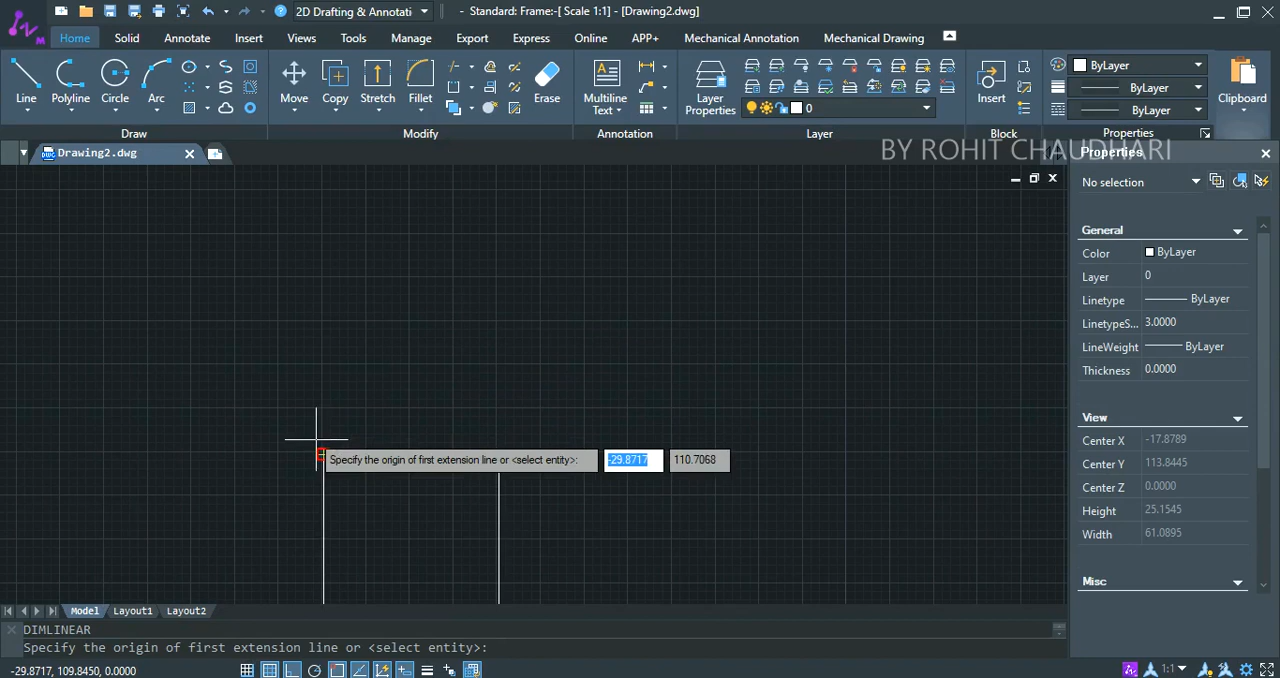 2D Drafting & Annotati
- Standard: Frame:-[ Scale 1:1] - [Drawing2.dwg]
Home Solid Annotate Insert Views Tools Manage Export Express Online APP+ Mechanical Annotation Mechanical Drawing
Line Polyline Circle Arc Move Copy Stretch Fillet Erase Multiline Text Layer Properties 0 Insert ByLayer ByLayer ByLayer Clipboard
Draw Modify Annotation Layer Block Properties
Drawing2.dwg
BY ROHIT CHAUDHARI
Properties
No selection
General
Color ByLayer
Layer 0
Linetype ByLayer
LinetypeS... 3.0000
LineWeight ByLayer
Thickness 0.0000
View
Center X -17.8789
Center Y 113.8445
Center Z 0.0000
Height 25.1545
Width 61.0895
Misc
Specify the origin of first extension line or <select entity>: -29.8717 110.7068
Model Layout1 Layout2
DIMLINEAR
Specify the origin of first extension line or <select entity>:
-29.8717, 109.8450, 0.0000
1:1